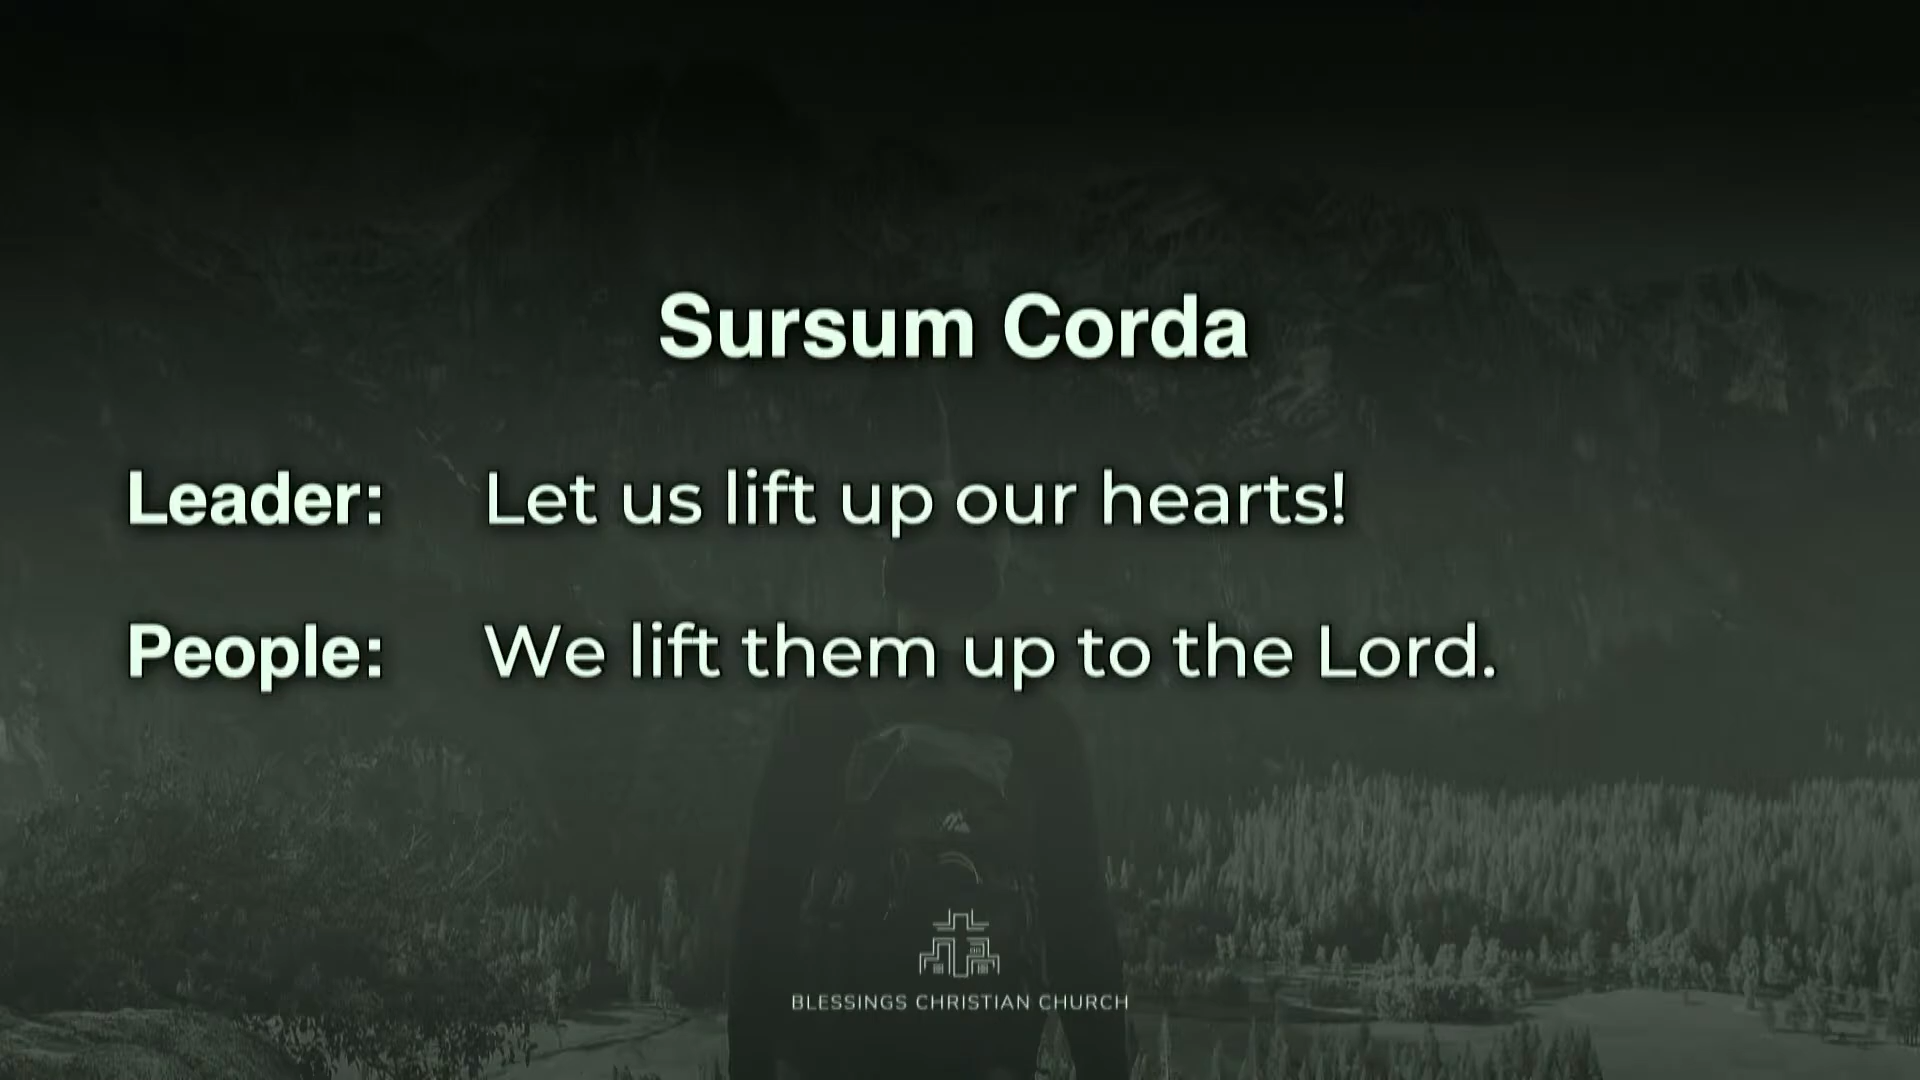 Sursum Corda
Leader: Let us lift up our hearts!
People: We lift them up to the Lord.
BLESSINGS CHRISTIAN CHURCH